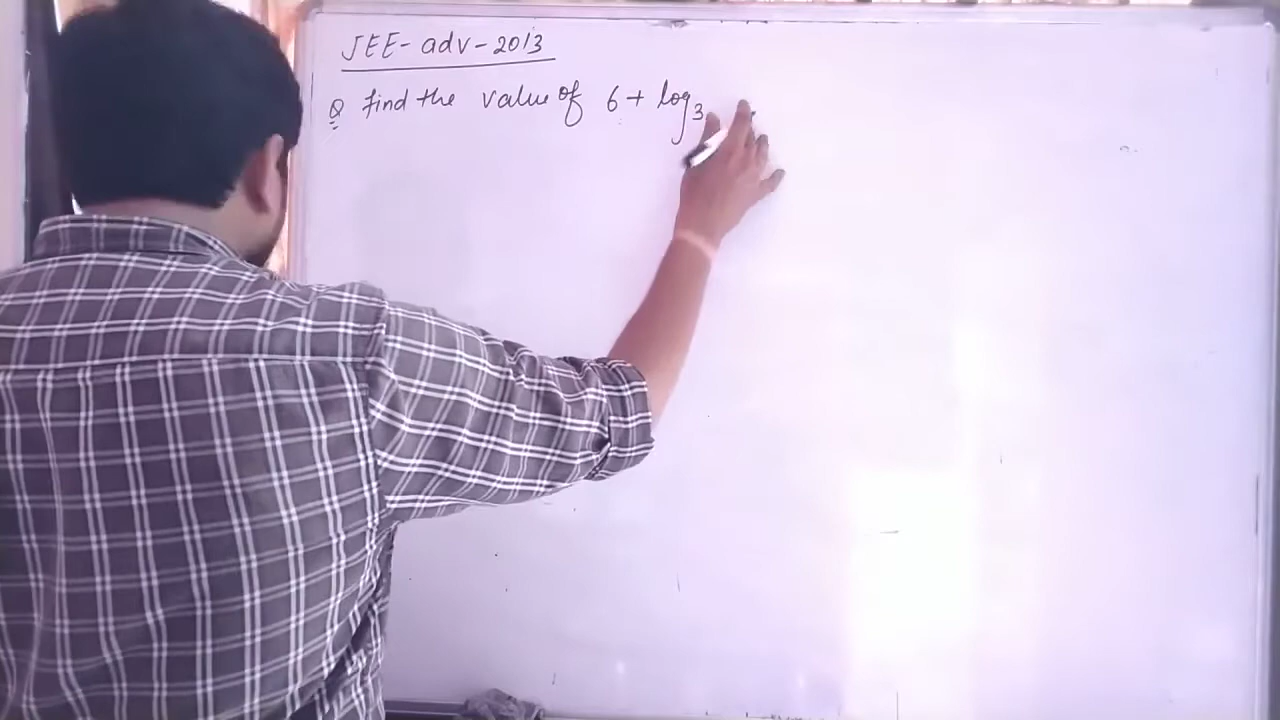 JEE-adv-2013
Q find the value of 6 + log₃